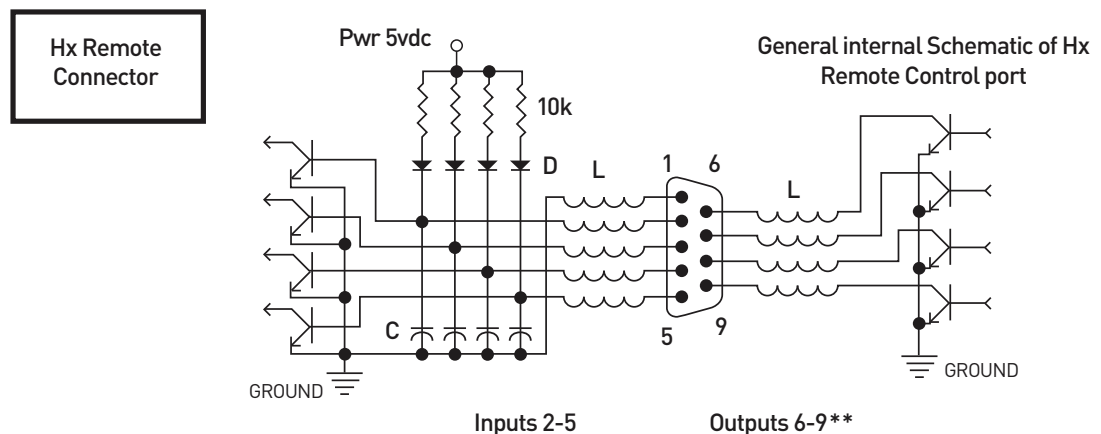 Hx Remote
Connector
Pwr 5vdc
General internal Schematic of Hx
Remote Control port
10k
D
L
1
6
L
C
5
9
GROUND
GROUND
Inputs 2-5
Outputs 6-9**